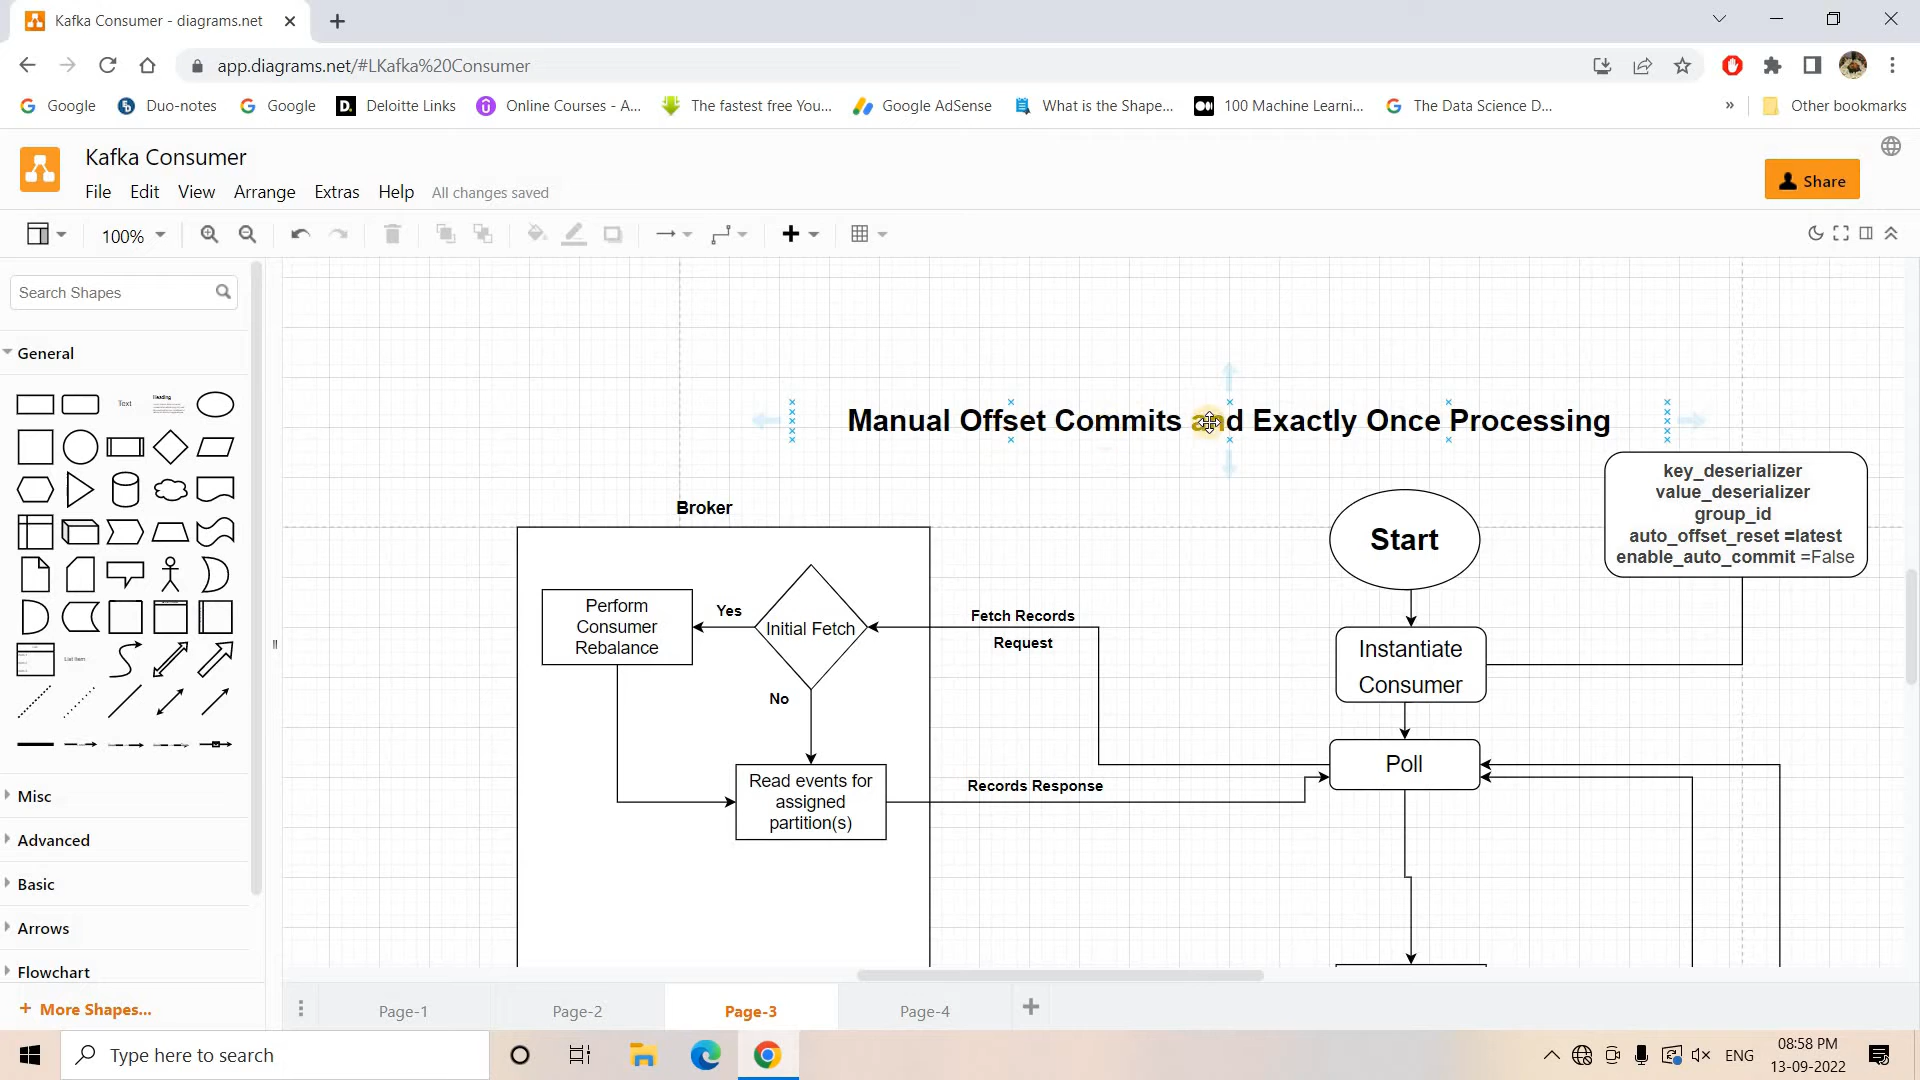 Kafka Consumer - diagrams.net
app.diagrams.net/#LKafka%20Consumer
Google
Duo-notes
Google
Deloitte Links
Online Courses - A...
The fastest free You...
Google AdSense
What is the Shape...
100 Machine Learni...
The Data Science D...
»
Other bookmarks
Kafka Consumer
File Edit View Arrange Extras Help All changes saved
Share
100%
Search Shapes
General
Text
Heading
List Item
Misc
Advanced
Basic
Arrows
Flowchart
+ More Shapes...
Manual Offset Commits and Exactly Once Processing
key_deserializer
value_deserializer
group_id
auto_offset_reset =latest
enable_auto_commit =False
Broker
Start
Perform
Consumer
Rebalance
Yes
Initial Fetch
No
Fetch Records
Request
Instantiate
Consumer
Poll
Read events for
assigned
partition(s)
Records Response
Page-1
Page-2
Page-3
Page-4
Type here to search
ENG
08:58 PM
13-09-2022